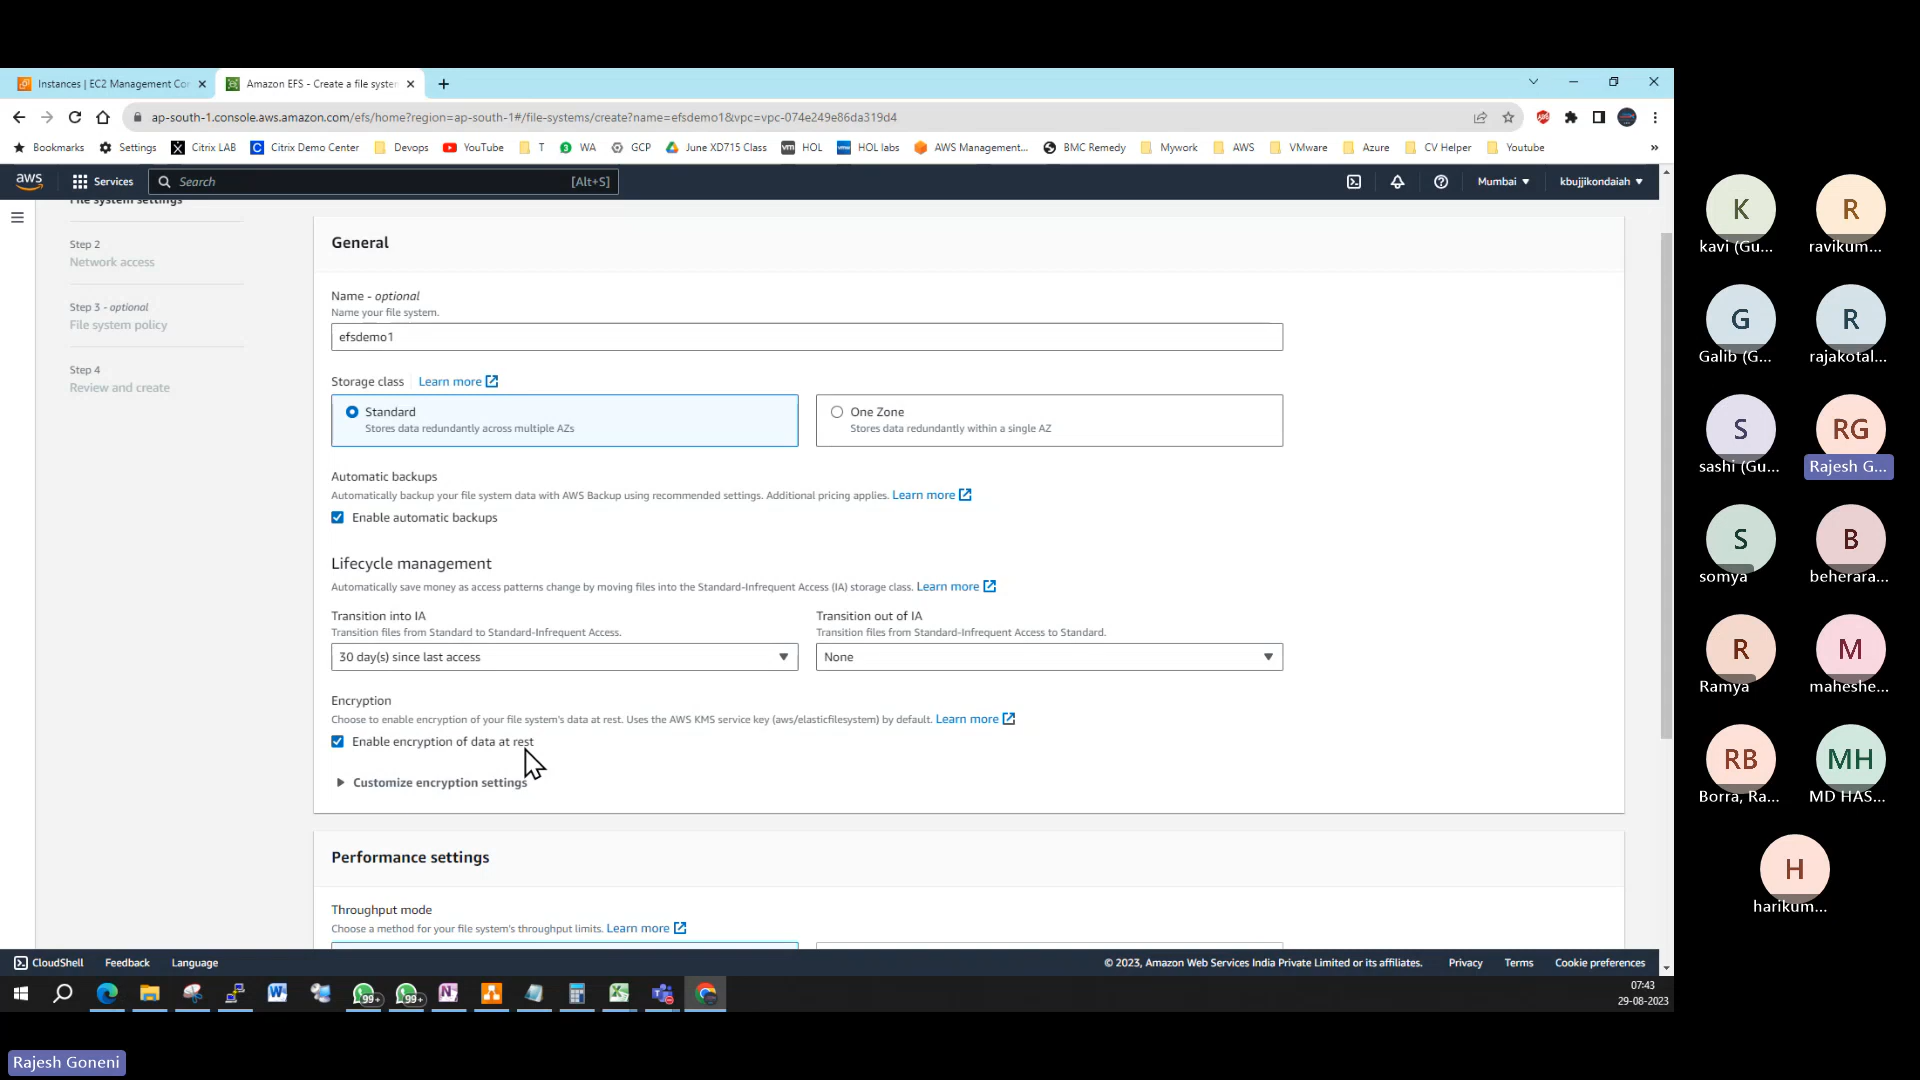 Instances | EC2 Management Cor
Amazon EFS - Create a file system
ap-south-1.console.aws.amazon.com/efs/home?region=ap-south-1#/file-systems/create?name=efsdemo1&vpc=vpc-074e249e86da319d4
Bookmarks Settings Citrix LAB Citrix Demo Center Devops YouTube T WA GCP June XD715 Class HOL HOL labs AWS Management... BMC Remedy Mywork AWS VMware Azure CV Helper Youtube »
aws Services Search [Alt+S] Mumbai kbujjikondaiah
File system settings
Step 2
Network access
Step 3 - optional
File system policy
Step 4
Review and create
General
Name - optional
Name your file system.
efsdemo1
Storage class Learn more
Standard
Stores data redundantly across multiple AZs
One Zone
Stores data redundantly within a single AZ
Automatic backups
Automatically backup your file system data with AWS Backup using recommended settings. Additional pricing applies. Learn more
Enable automatic backups
Lifecycle management
Automatically save money as access patterns change by moving files into the Standard-Infrequent Access (IA) storage class. Learn more
Transition into IA
Transition files from Standard to Standard-Infrequent Access.
30 day(s) since last access
Transition out of IA
Transition files from Standard-Infrequent Access to Standard.
None
Encryption
Choose to enable encryption of your file system's data at rest. Uses the AWS KMS service key (aws/elasticfilesystem) by default. Learn more
Enable encryption of data at rest
Customize encryption settings
Performance settings
Throughput mode
Choose a method for your file system's throughput limits. Learn more
CloudShell Feedback Language © 2023, Amazon Web Services India Private Limited or its affiliates. Privacy Terms Cookie preferences
99+
99+
07:43
29-08-2023
K
kavi (Gu...
R
ravikum...
G
Galib (G...
R
rajakotal...
S
sashi (Gu...
RG
Rajesh G...
S
somya
B
beherara...
R
Ramya
M
maheshe...
RB
Borra, Ra...
MH
MD HAS...
H
harikum...
Rajesh Goneni